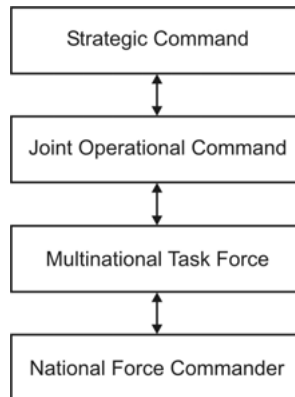 Strategic Command
Joint Operational Command
Multinational Task Force
National Force Commander